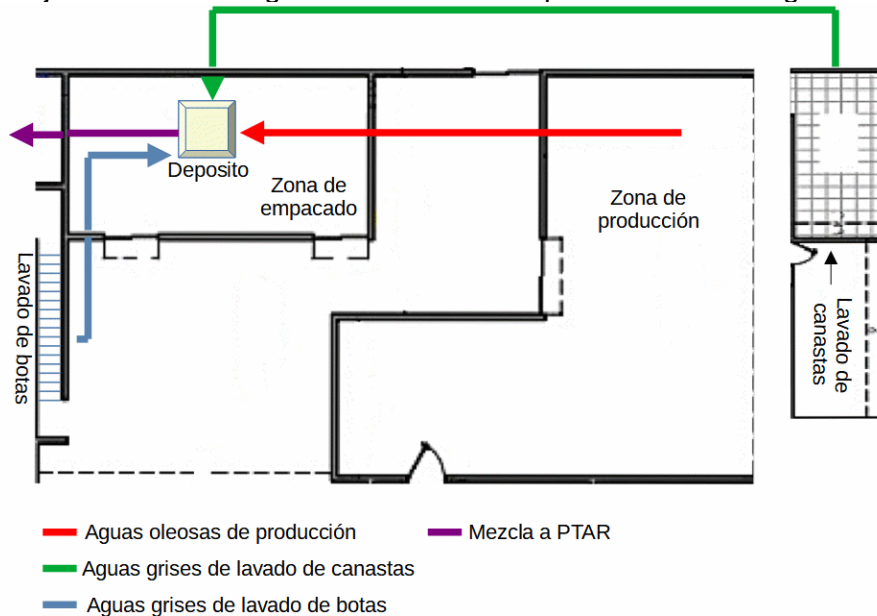 Deposito
Zona de
empacado
Zona de
producción
Lavado de botas
Lavado de
canastas
Aguas oleosas de producción
Mezcla a PTAR
Aguas grises de lavado de canastas
Aguas grises de lavado de botas